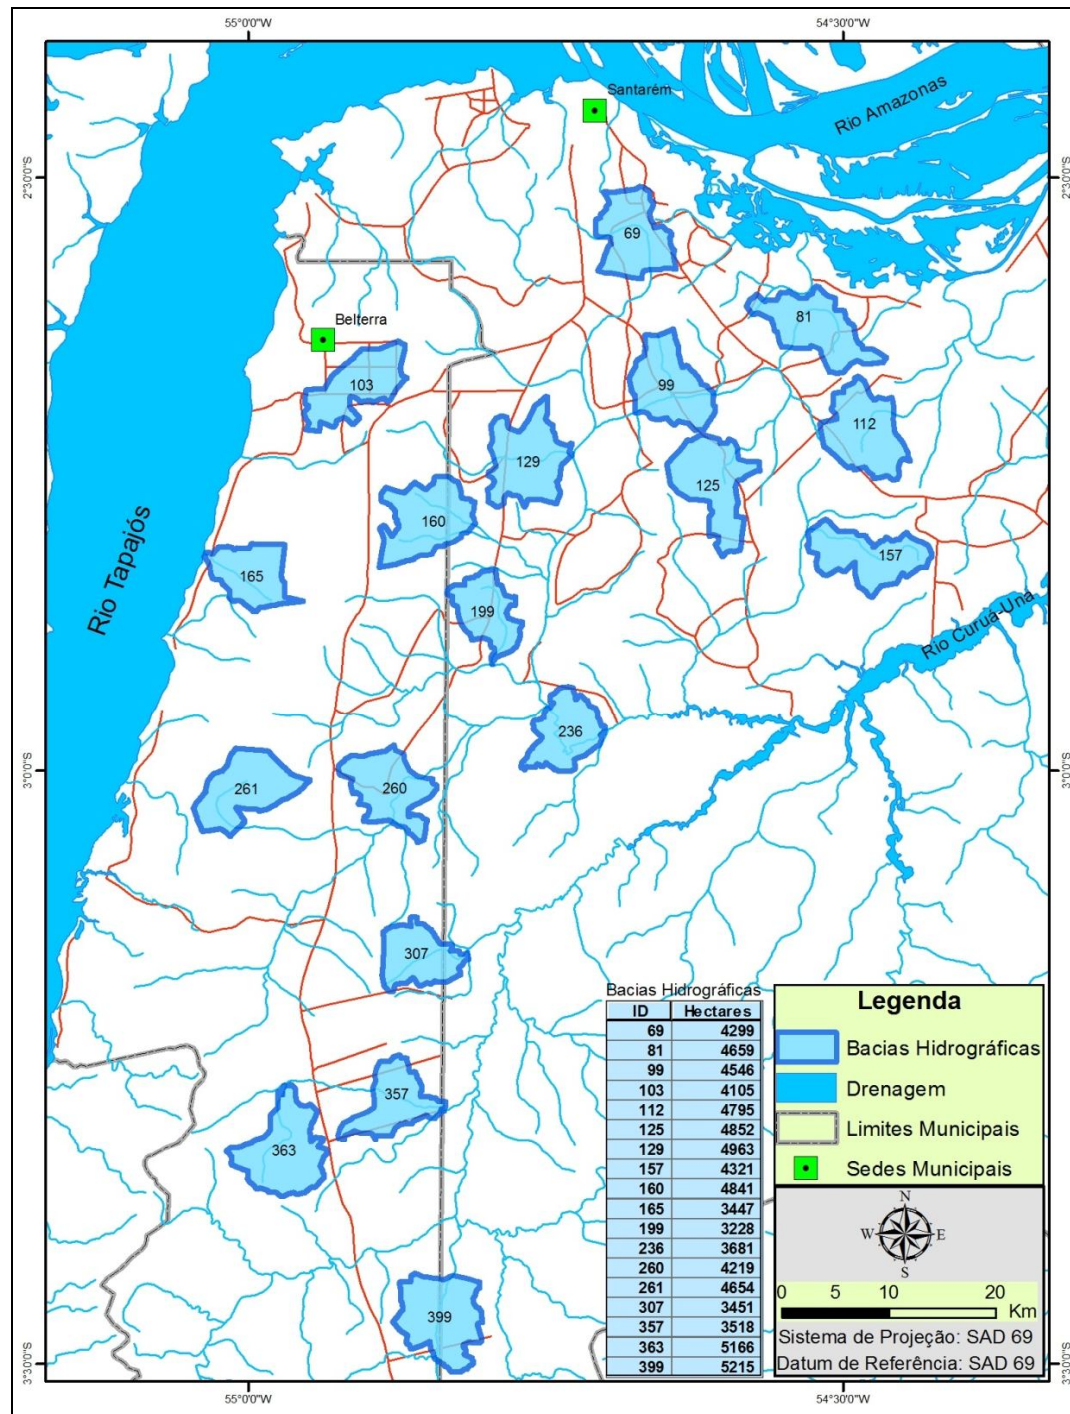 55°0'0"W 54°30'0"W
Santarém
Rio Amazonas
2°30'0"S 2°30'0"S
69
81
Belterra
103
99
112
129
125
160
157
165
Rio Tapajós
199
Rio Curuá-Uná
236
3°0'0"S 3°0'0"S
261
260
307
357
363
399
Bacias Hidrográficas
ID Hectares
69 4299
81 4659
99 4546
103 4105
112 4795
125 4852
129 4963
157 4321
160 4841
165 3447
199 3228
236 3681
260 4219
261 4654
307 3451
357 3518
363 5166
399 5215
Legenda
Bacias Hidrográficas
Drenagem
Limites Municipais
Sedes Municipais
N
W E
S
0 5 10 20
Km
Sistema de Projeção: SAD 69
Datum de Referência: SAD 69
3°30'0"S 3°30'0"S
55°0'0"W 54°30'0"W